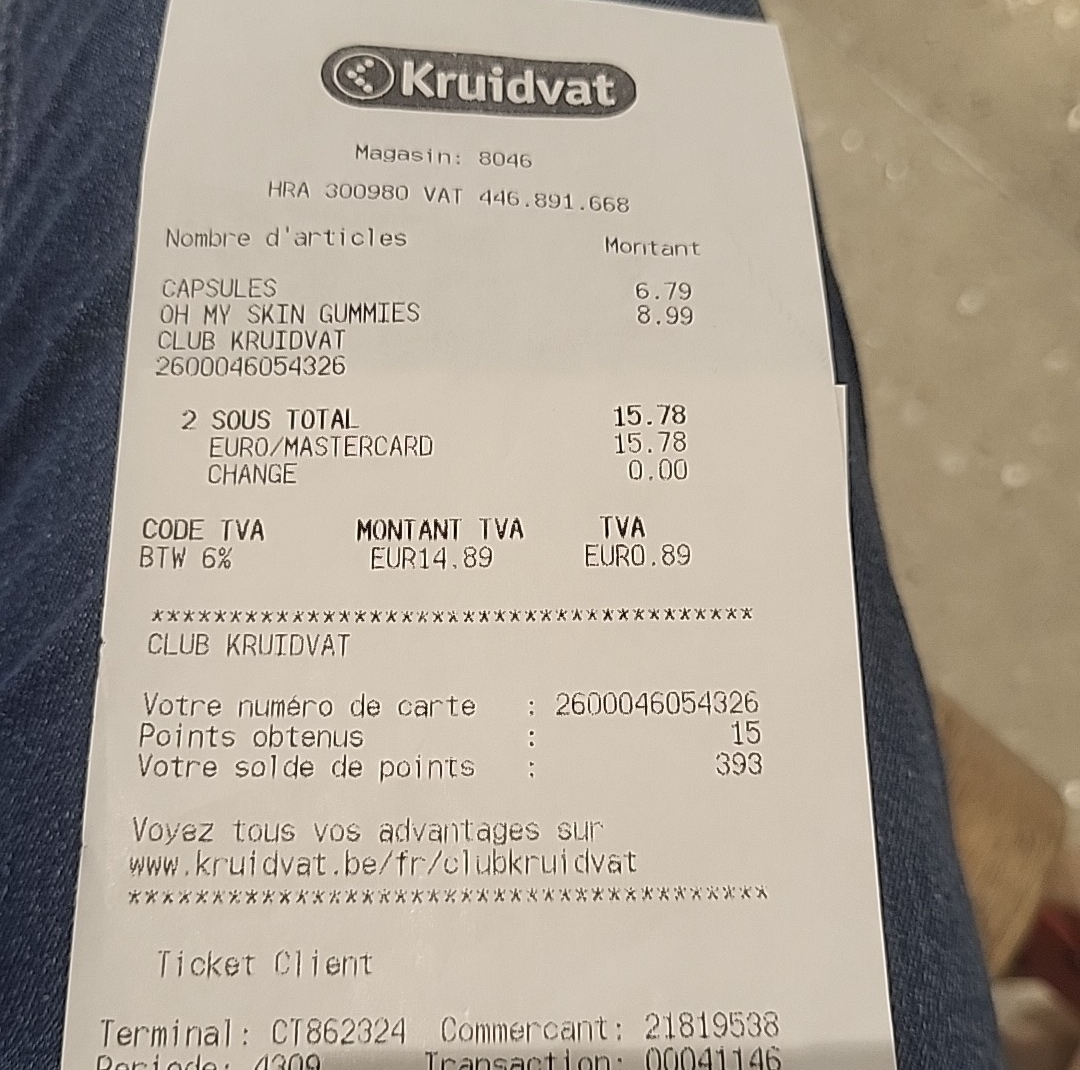 Kruidvat
Magasin: 8046
HRA 300980 VAT 446.891.668
Nombre d'articles Montant
CAPSULES 6.79
OH MY SKIN GUMMIES 8.99
CLUB KRUIDVAT
2600046054326
2 SOUS TOTAL 15.78
EURO/MASTERCARD 15.78
CHANGE 0.00
CODE TVA MONTANT TVA TVA
BTW 6% EUR14.89 EUR0.89
***************************************
CLUB KRUIDVAT
Votre numéro de carte : 2600046054326
Points obtenus : 15
Votre solde de points : 393
Voyez tous vos advantages sur
www.kruidvat.be/fr/clubkruidvat
***************************************
Ticket Client
Terminal: CT862324 Commercant: 21819538
Periode: 4309 Transaction: 00041146